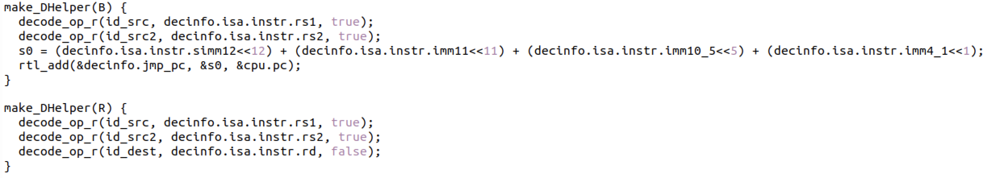 make_DHelper(B) {
  decode_op_r(id_src, decinfo.isa.instr.rs1, true);
  decode_op_r(id_src2, decinfo.isa.instr.rs2, true);
  s0 = (decinfo.isa.instr.simm12<<12) + (decinfo.isa.instr.imm11<<11) + (decinfo.isa.instr.imm10_5<<5) + (decinfo.isa.instr.imm4_1<<1);
  rtl_add(&decinfo.jmp_pc, &s0, &cpu.pc);
}

make_DHelper(R) {
  decode_op_r(id_src, decinfo.isa.instr.rs1, true);
  decode_op_r(id_src2, decinfo.isa.instr.rs2, true);
  decode_op_r(id_dest, decinfo.isa.instr.rd, false);
}